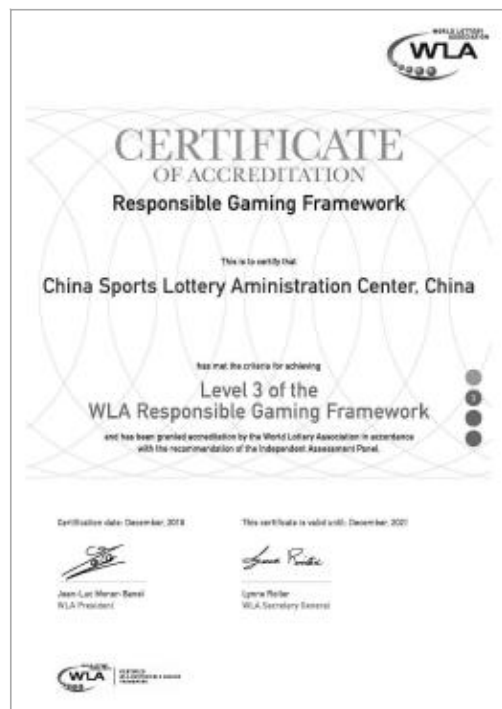 WORLD LOTTERY
ASSOCIATION
WLA
CERTIFICATE
OF ACCREDITATION
Responsible Gaming Framework
This is to certify that
China Sports Lottery Aministration Center, China
has met the criteria for achieving
Level 3 of the
WLA Responsible Gaming Framework
3
and has been granted accreditation by the World Lottery Association in accordance
with the recommendation of the Independent Assessment Panel.
Certification date: December, 2018
This certificate is valid until: December, 2021
Jean-Luc Moner-Banet
WLA President
Lynne Roiter
WLA Secretary General
WLA